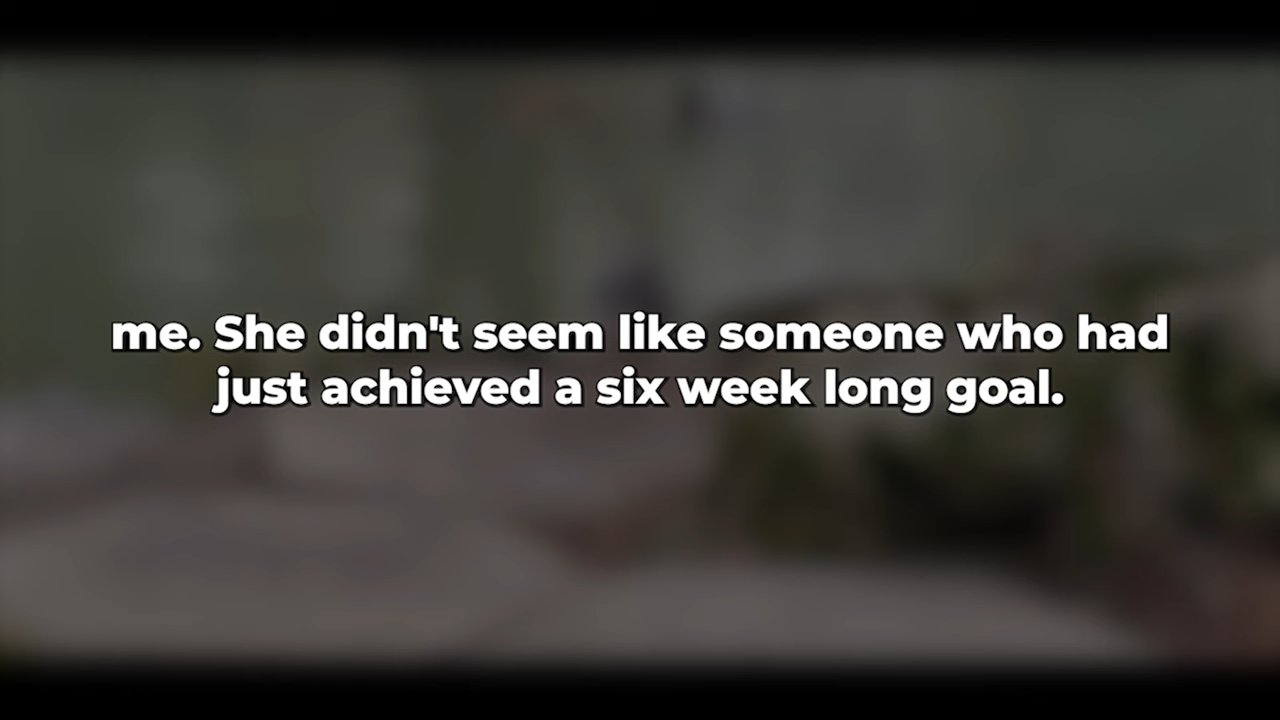 me. She didn't seem like someone who had
just achieved a six week long goal.